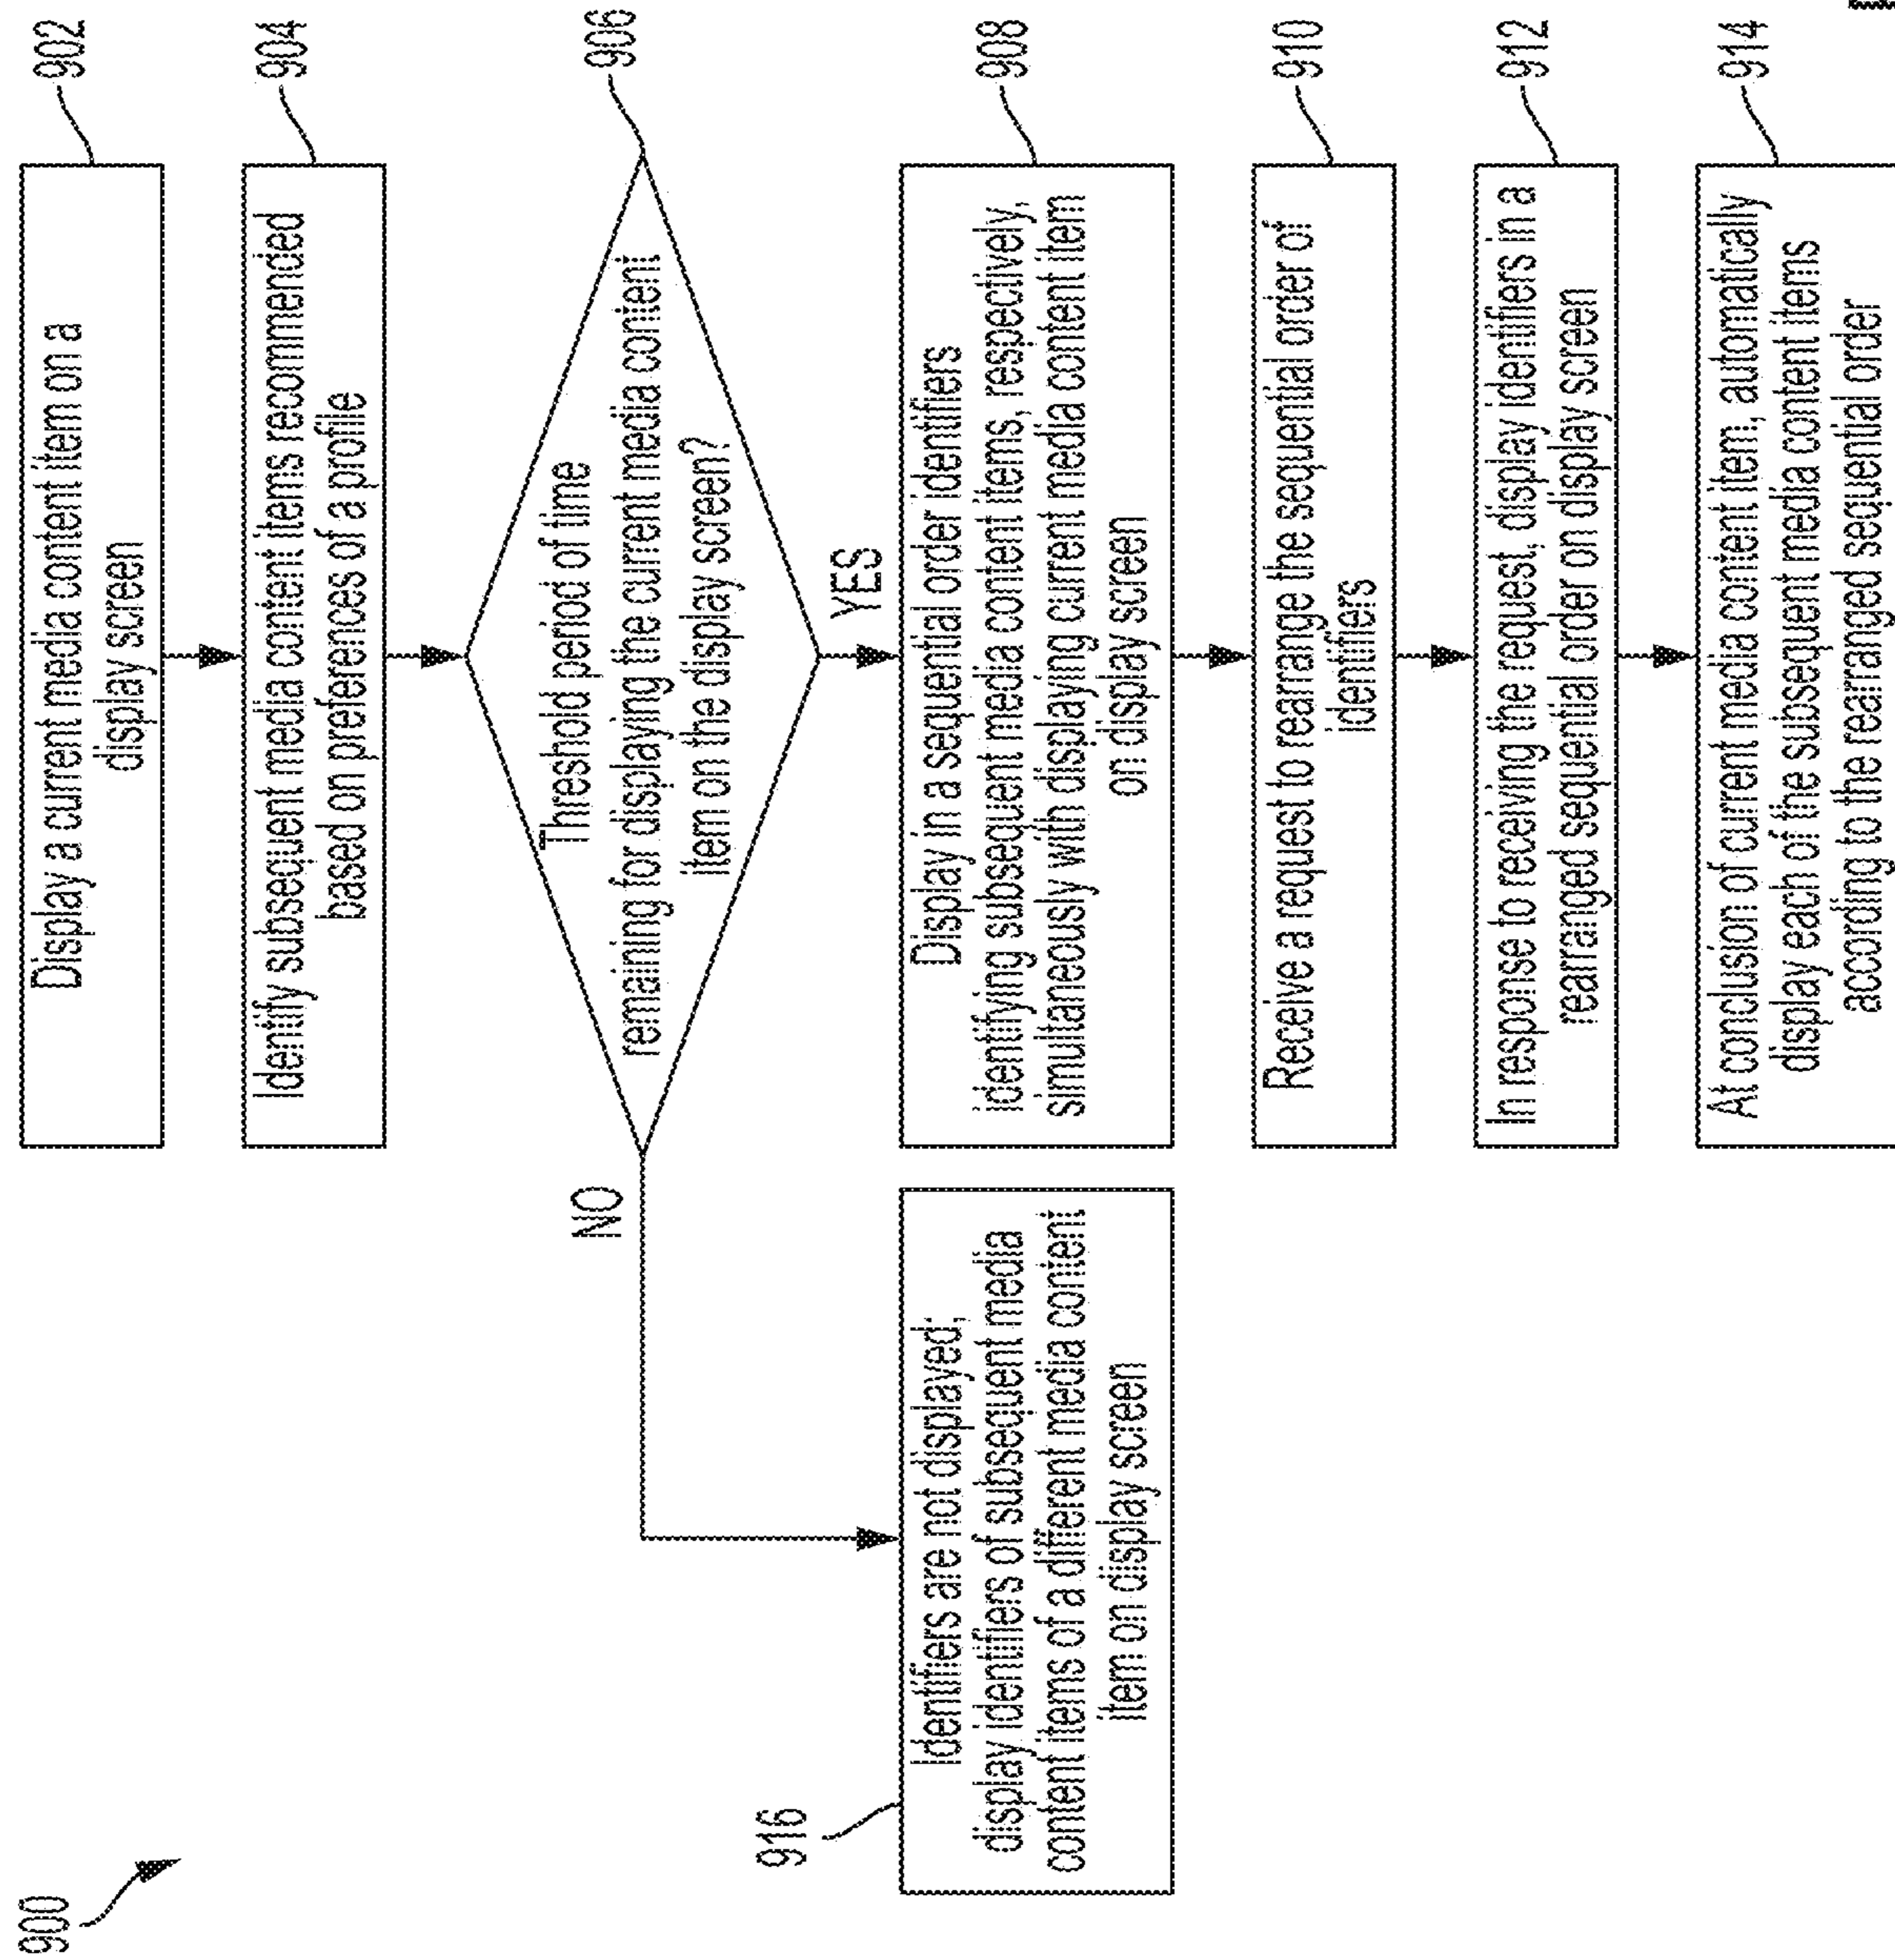 900
Display a current media content item on a
display screen
902
Identify subsequent media content items recommended
based on preferences of a profile
904
Threshold period of time
remaining for displaying the current media content
item on the display screen?
906
NO
YES
916
Identifiers are not displayed;
display identifiers of subsequent media
content items of a different media content
item on display screen
Display in a sequential order identifiers
identifying subsequent media content items, respectively,
simultaneously with displaying current media content item
on display screen
908
Receive a request to rearrange the sequential order of
identifiers
910
In response to receiving the request, display identifiers in a
rearranged sequential order on display screen
912
At conclusion of current media content item, automatically
display each of the subsequent media content items
according to the rearranged sequential order
914